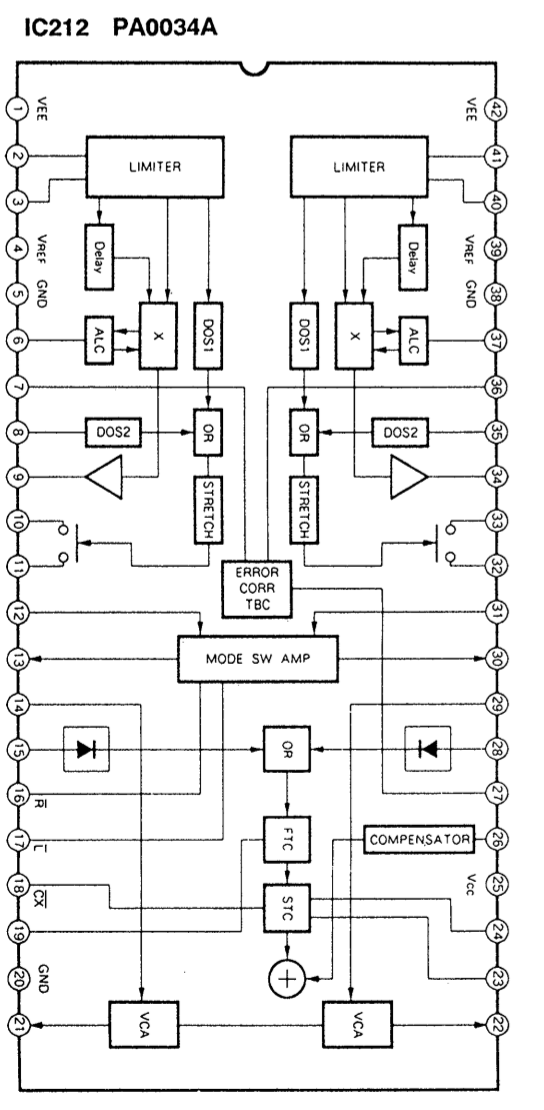 IC212 PA0034A
1 VEE VEE 42
2 LIMITER LIMITER 41
3 40
4 VREF Delay Delay VREF 39
5 GND GND 38
6 ALC X DOS1 DOS1 X ALC 37
7 36
8 DOS2 OR OR DOS2 35
9 34
10 STRETCH STRETCH 33
11 32
ERROR
CORR
TBC
12 31
13 MODE SW AMP 30
14 29
15 OR 28
16 R 27
17 L FTC COMPENSATOR 26
18 CX STC Vcc 25
19 24
20 GND 23
21 VCA VCA 22